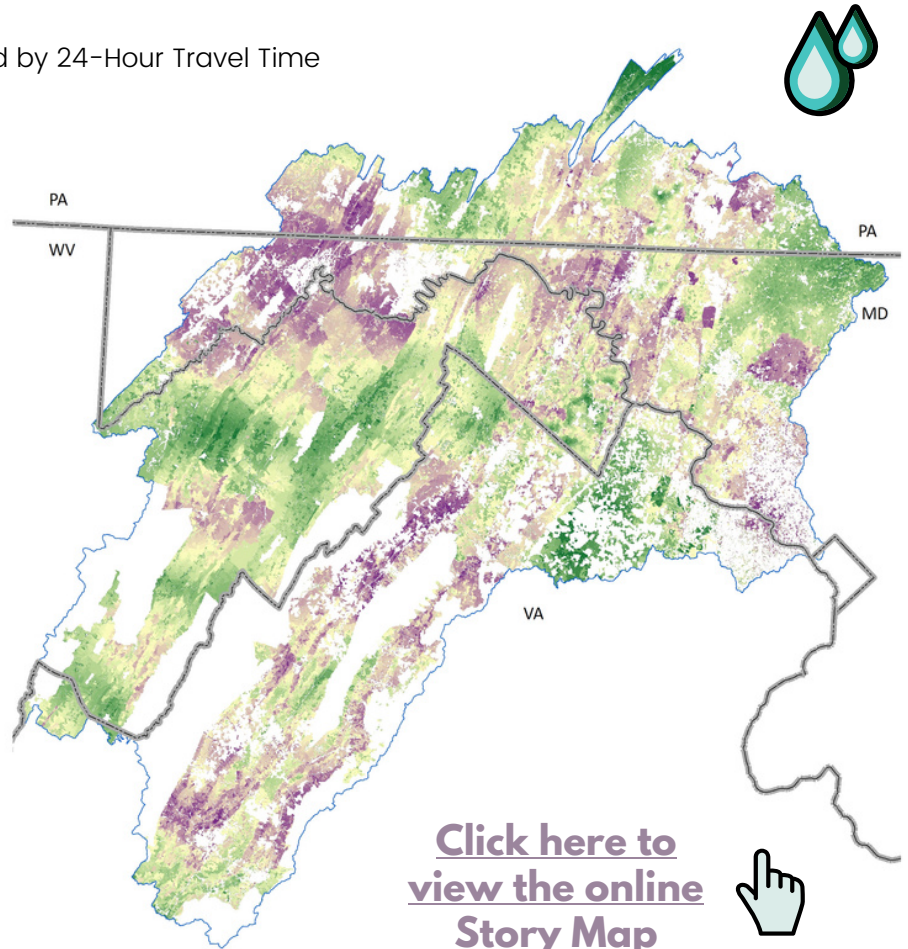 by 24-Hour Travel Time
PA
PA
WV
MD
VA
Click here to
view the online
Story Map